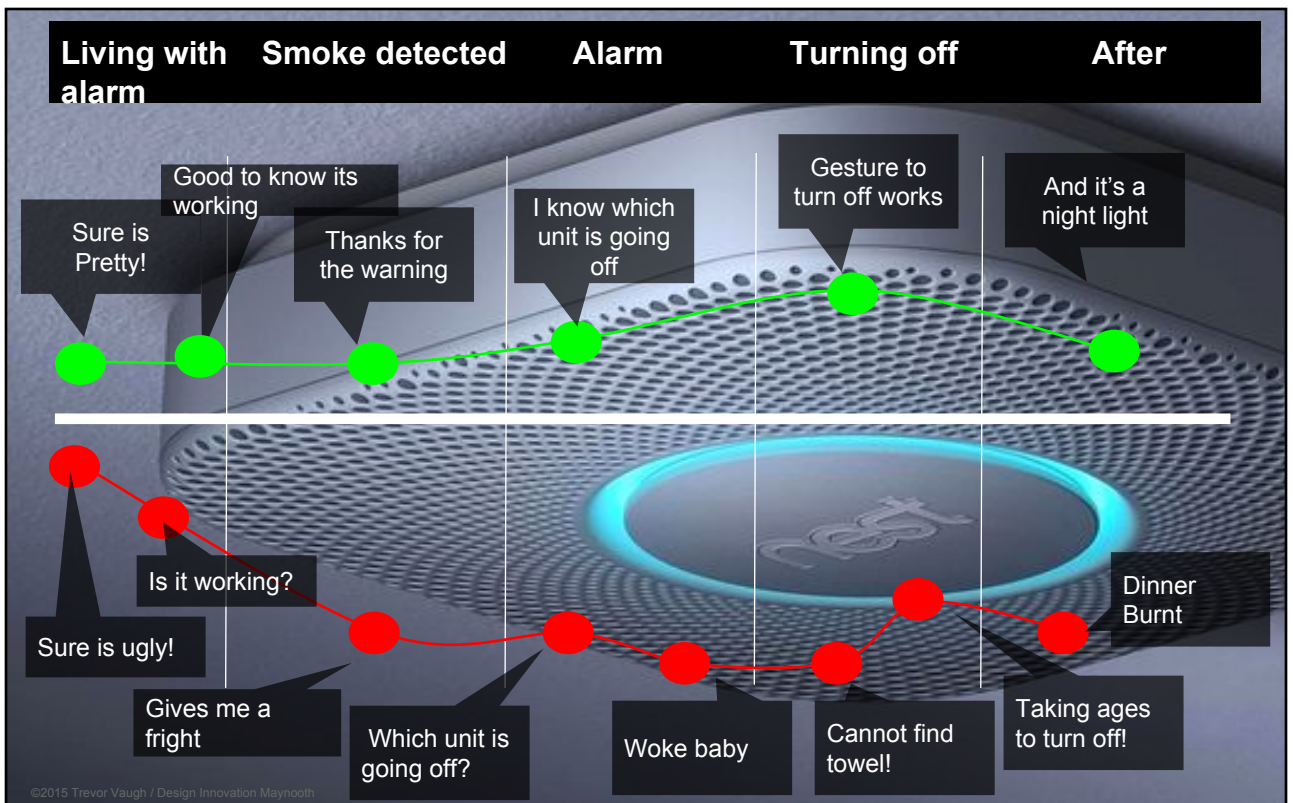 Living with
alarm
Smoke detected
Alarm
Turning off
After
Sure is
Pretty!
Good to know its
working
Thanks for
the warning
I know which
unit is going
off
Gesture to
turn off works
And it’s a
night light
nest
Sure is ugly!
Is it working?
Gives me a
fright
Which unit is
going off?
Woke baby
Cannot find
towel!
Taking ages
to turn off!
Dinner
Burnt
©2015 Trevor Vaugh / Design Innovation Maynooth